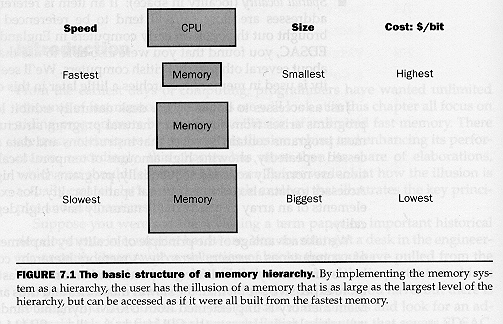 Speed CPU Size Cost: $/bit
Fastest Memory Smallest Highest
Memory
Slowest Memory Biggest Lowest
FIGURE 7.1 The basic structure of a memory hierarchy. By implementing the memory sys-
tem as a hierarchy, the user has the illusion of a memory that is as large as the largest level of the
hierarchy, but can be accessed as if it were all built from the fastest memory.